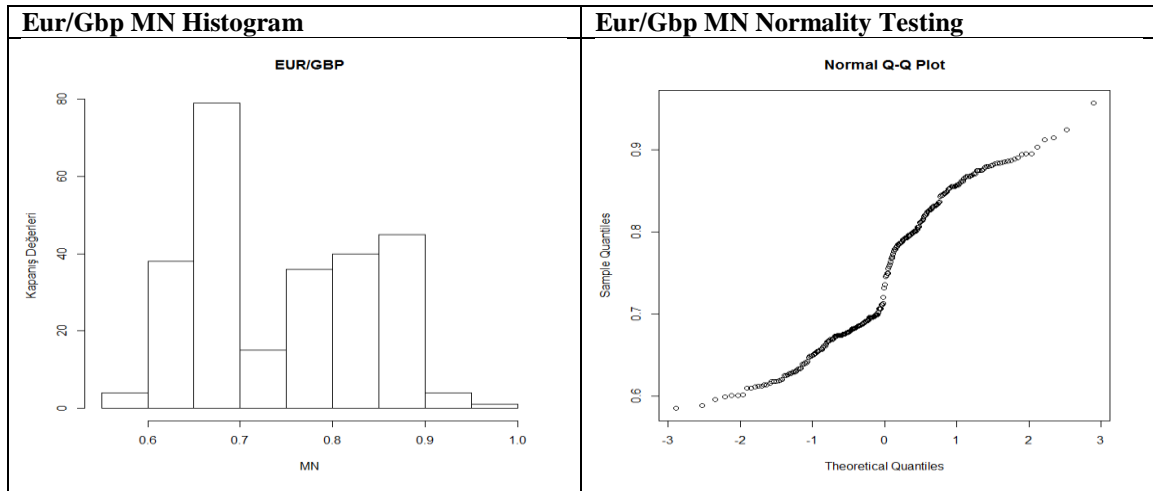 Eur/Gbp MN Histogram
EUR/GBP
Kapanış Değerleri
80
60
40
20
0
0.6 0.7 0.8 0.9 1.0
MN
Eur/Gbp MN Normality Testing
Normal Q-Q Plot
Sample Quantiles
0.9
0.8
0.7
0.6
-3 -2 -1 0 1 2 3
Theoretical Quantiles